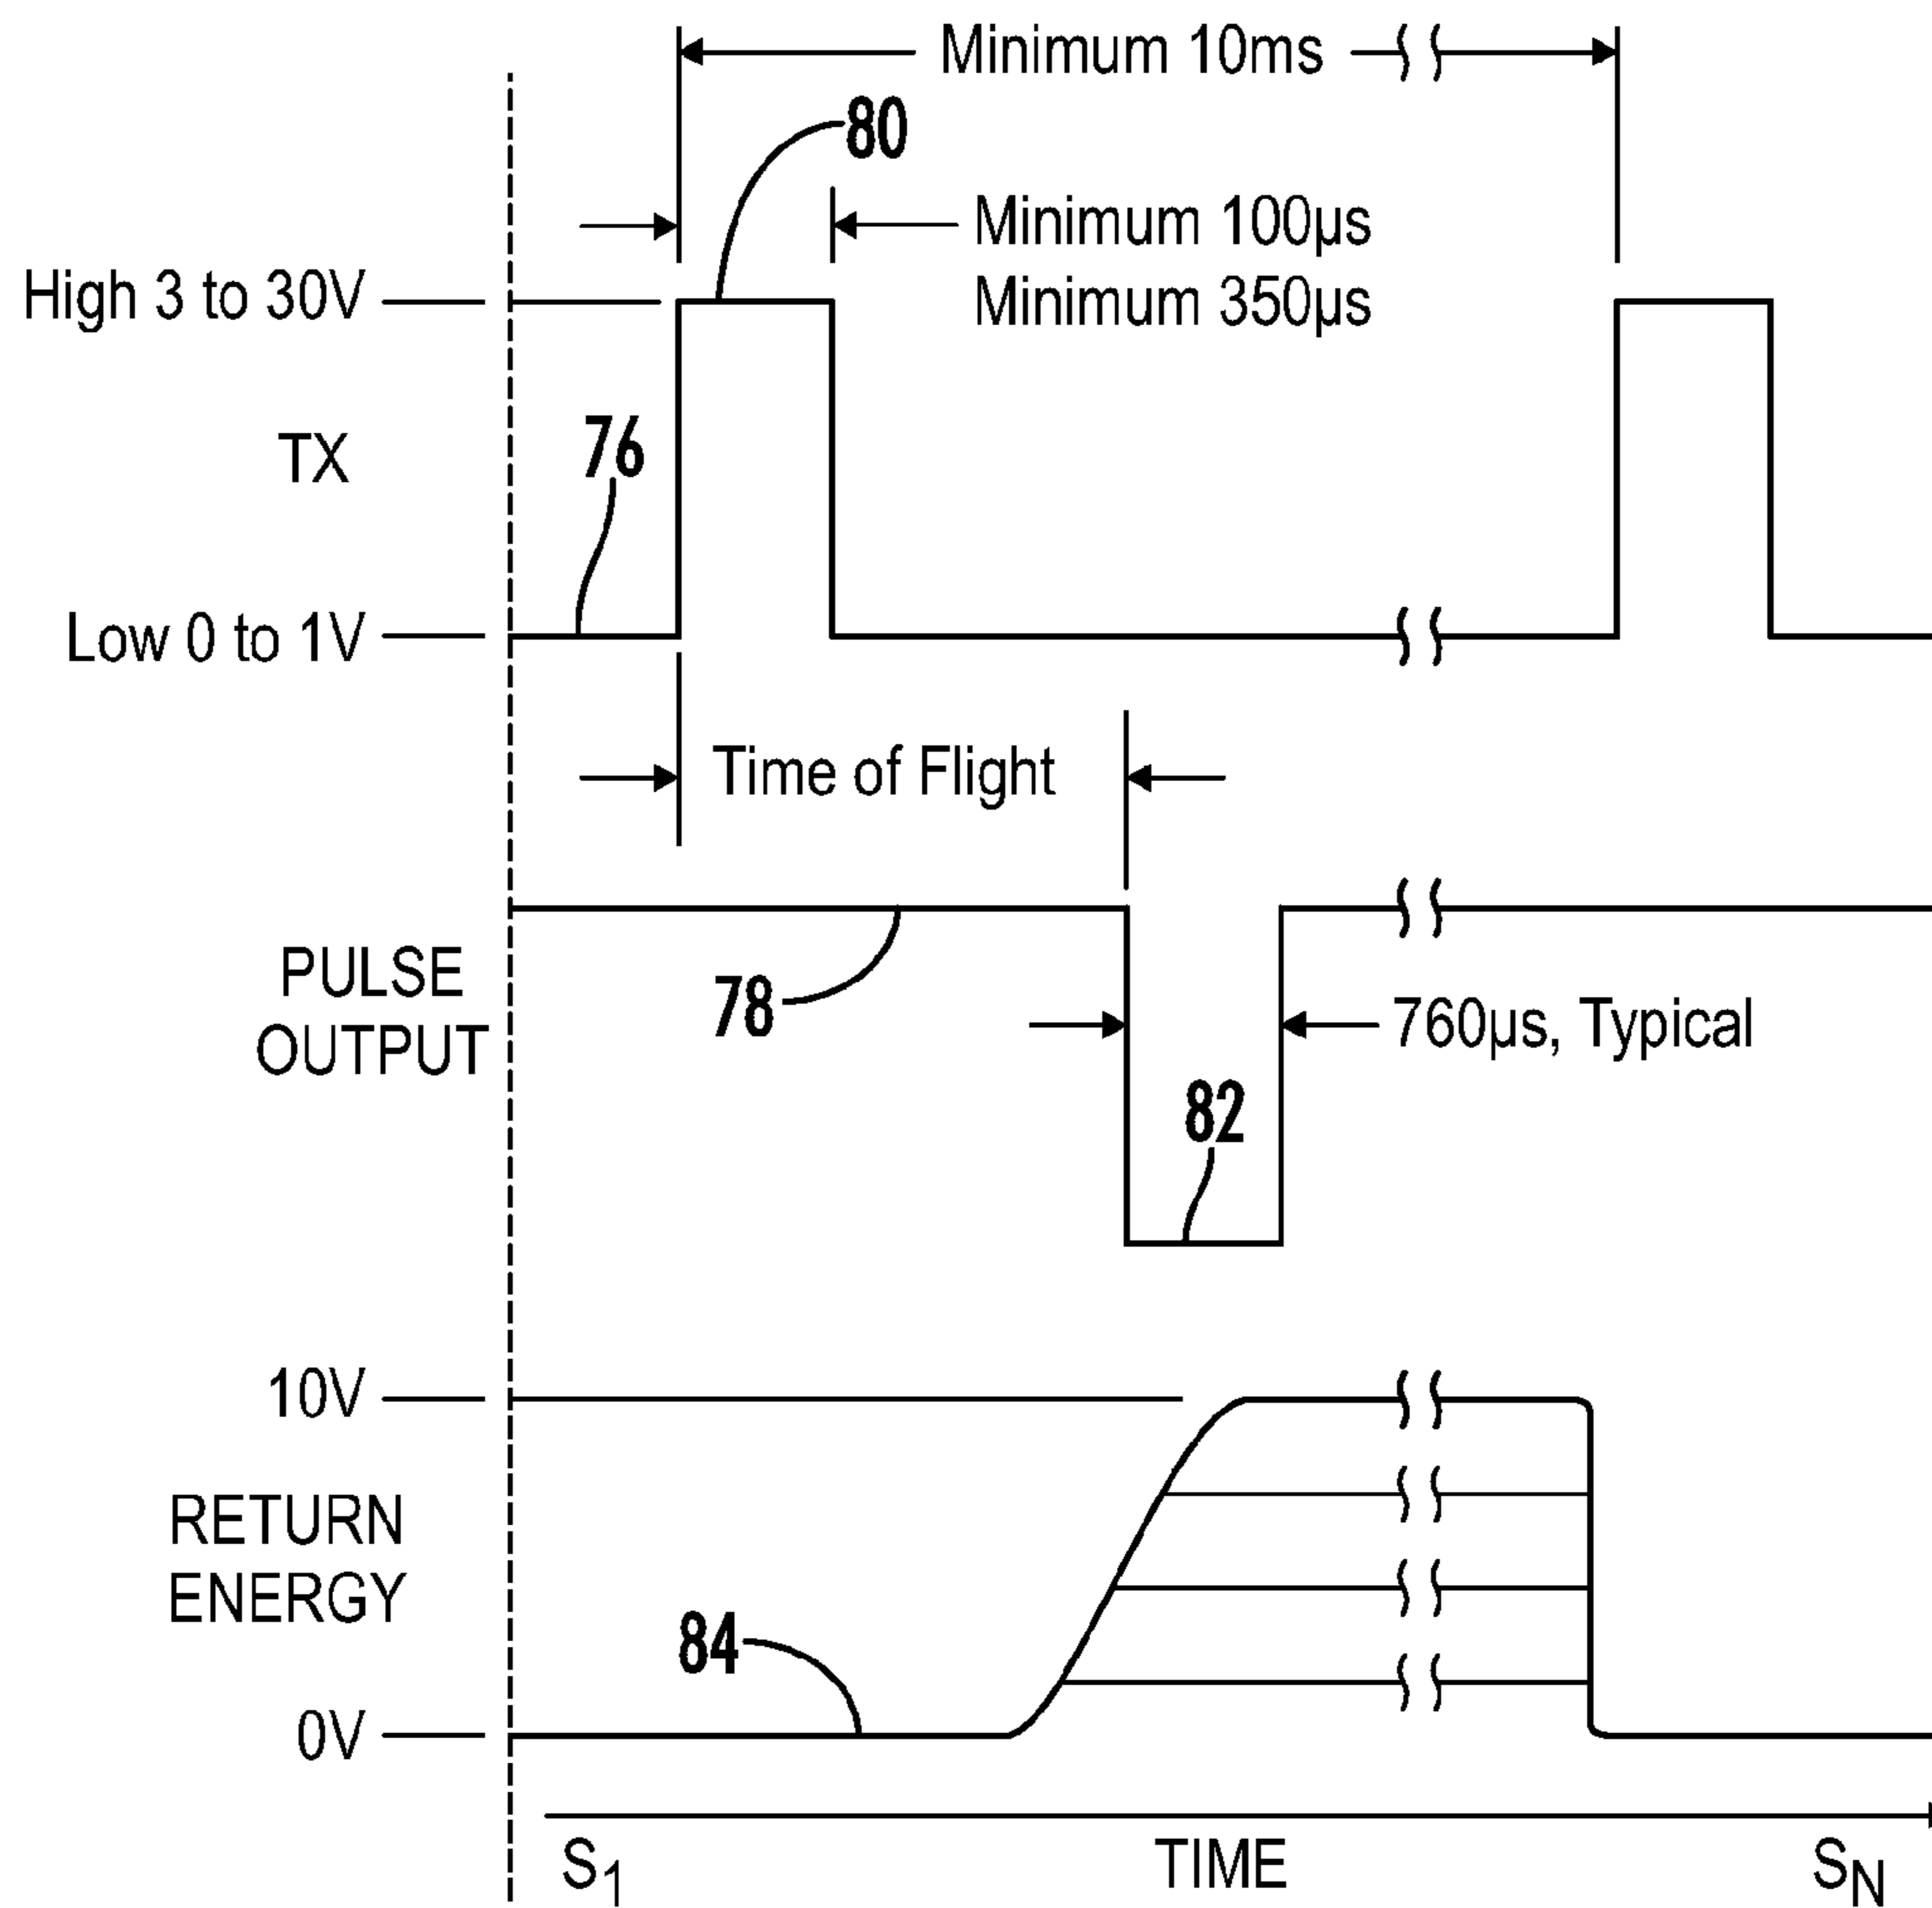 Minimum 10ms
80
Minimum 100µs
High 3 to 30V
Minimum 350µs
TX
76
Low 0 to 1V
Time of Flight
PULSE
OUTPUT
78
760µs, Typical
82
10V
RETURN
ENERGY
84
0V
S1
TIME
SN